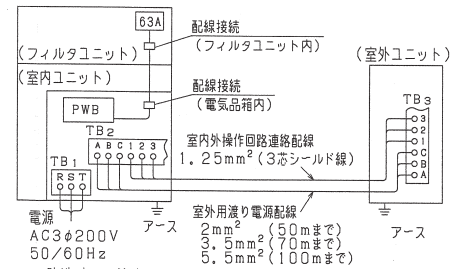 63A
配線接続
(フィルタユニット内)
(フィルタユニット)
(室内ユニット)
(室外ユニット)
配線接続
(電気品箱内)
PWB
TB2
A B C 1 2 3
TB3
3
2
1
C
B
A
室内外操作回路連絡配線
1.25mm²(3芯シールド線)
TB1
R S T
電源
AC3φ200V
50/60Hz
アース
室外用渡り電源配線
2mm² (50mまで)
3.5mm²(70mまで)
5.5mm²(100mまで)
アース